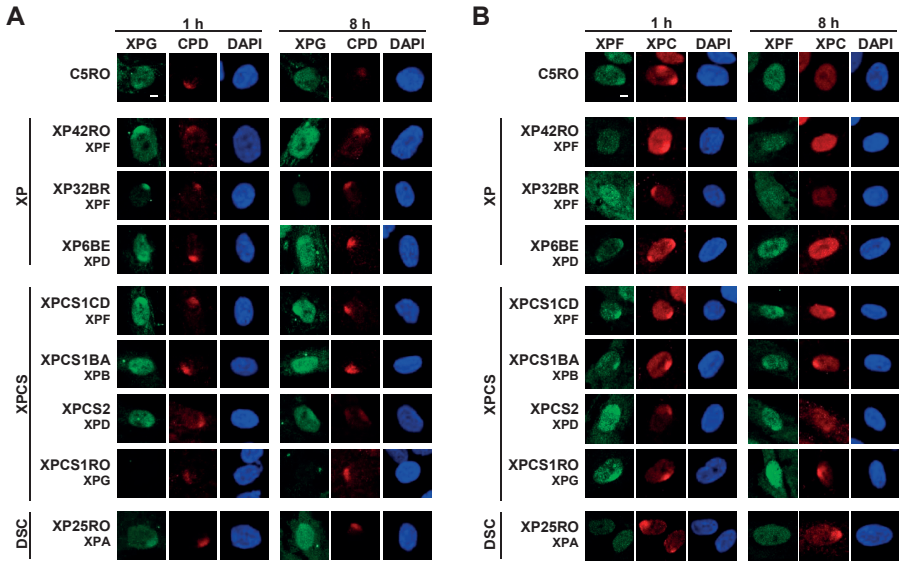 A
1 h
8 h
XPG CPD DAPI
XPG CPD DAPI
C5RO
XP
XP42RO
XPF
XP32BR
XPF
XP6BE
XPD
XPCS
XPCS1CD
XPF
XPCS1BA
XPB
XPCS2
XPD
XPCS1RO
XPG
DSC
XP25RO
XPA
B
1 h
8 h
XPF XPC DAPI
XPF XPC DAPI
C5RO
XP
XP42RO
XPF
XP32BR
XPF
XP6BE
XPD
XPCS
XPCS1CD
XPF
XPCS1BA
XPB
XPCS2
XPD
XPCS1RO
XPG
DSC
XP25RO
XPA